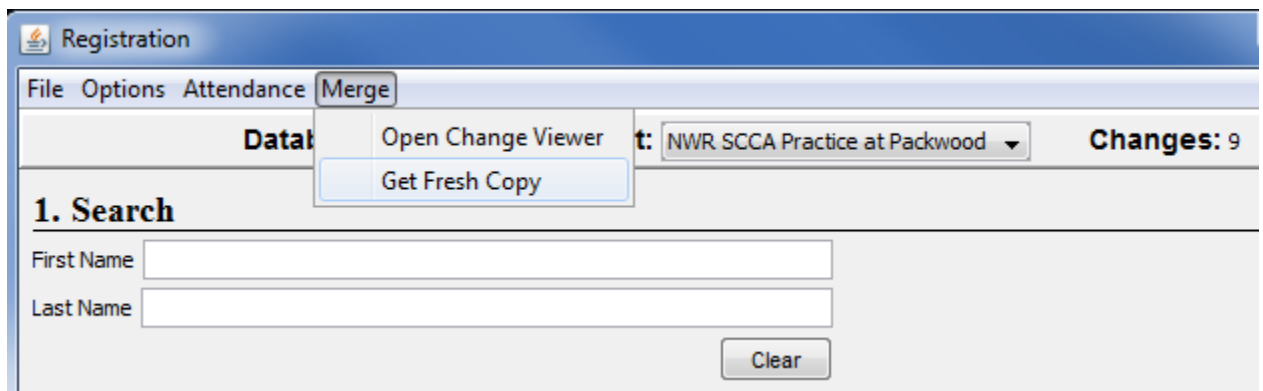 Registration
File Options Attendance Merge
Open Change Viewer
Get Fresh Copy
NWR SCCA Practice at Packwood Changes: 9
1. Search
First Name
Last Name
Clear